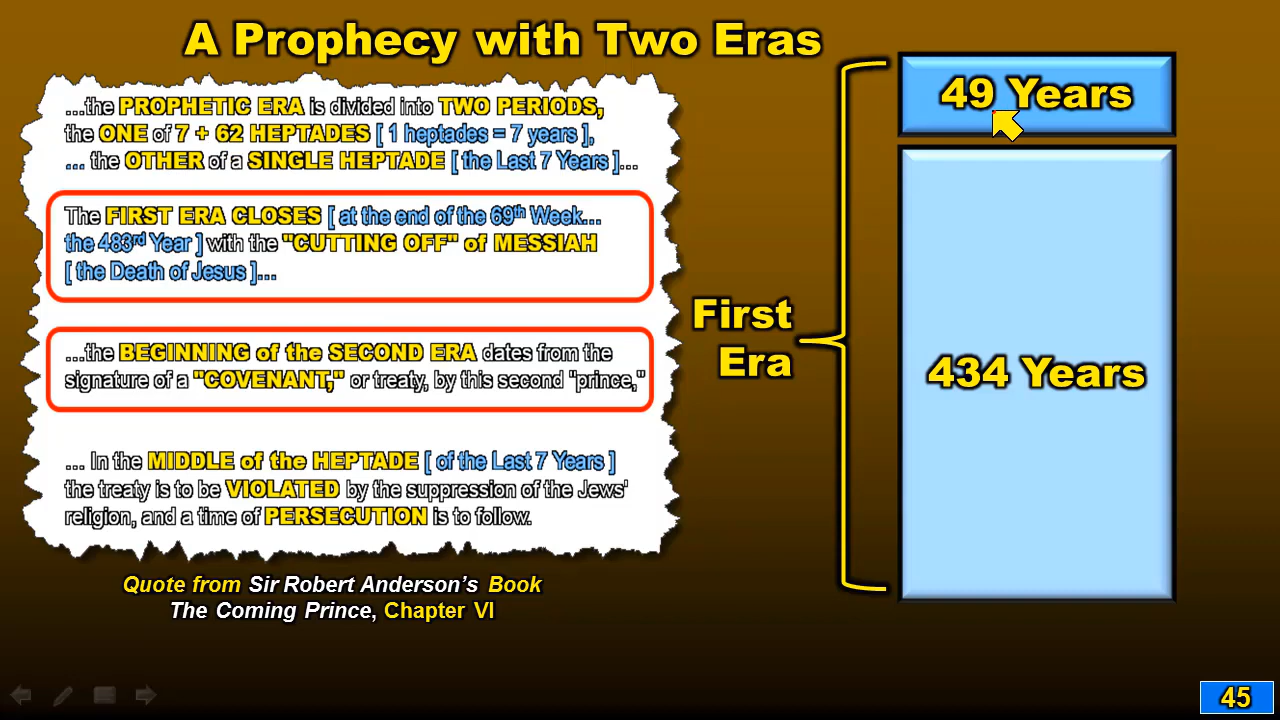 A Prophecy with Two Eras
...the PROPHETIC ERA is divided into TWO PERIODS,
the ONE of 7 + 62 HEPTADES [ 1 heptades = 7 years ],
... the OTHER of a SINGLE HEPTADE [ the Last 7 Years ]...
The FIRST ERA CLOSES [ at the end of the 69th Week...
the 483rd Year ] with the "CUTTING OFF" of MESSIAH
[ the Death of Jesus ]...
...the BEGINNING of the SECOND ERA dates from the
signature of a "COVENANT," or treaty, by this second "prince,"
... In the MIDDLE of the HEPTADE [ of the Last 7 Years ]
the treaty is to be VIOLATED by the suppression of the Jews'
religion, and a time of PERSECUTION is to follow.
Quote from Sir Robert Anderson's Book
The Coming Prince, Chapter VI
First
Era
49 Years
434 Years
45